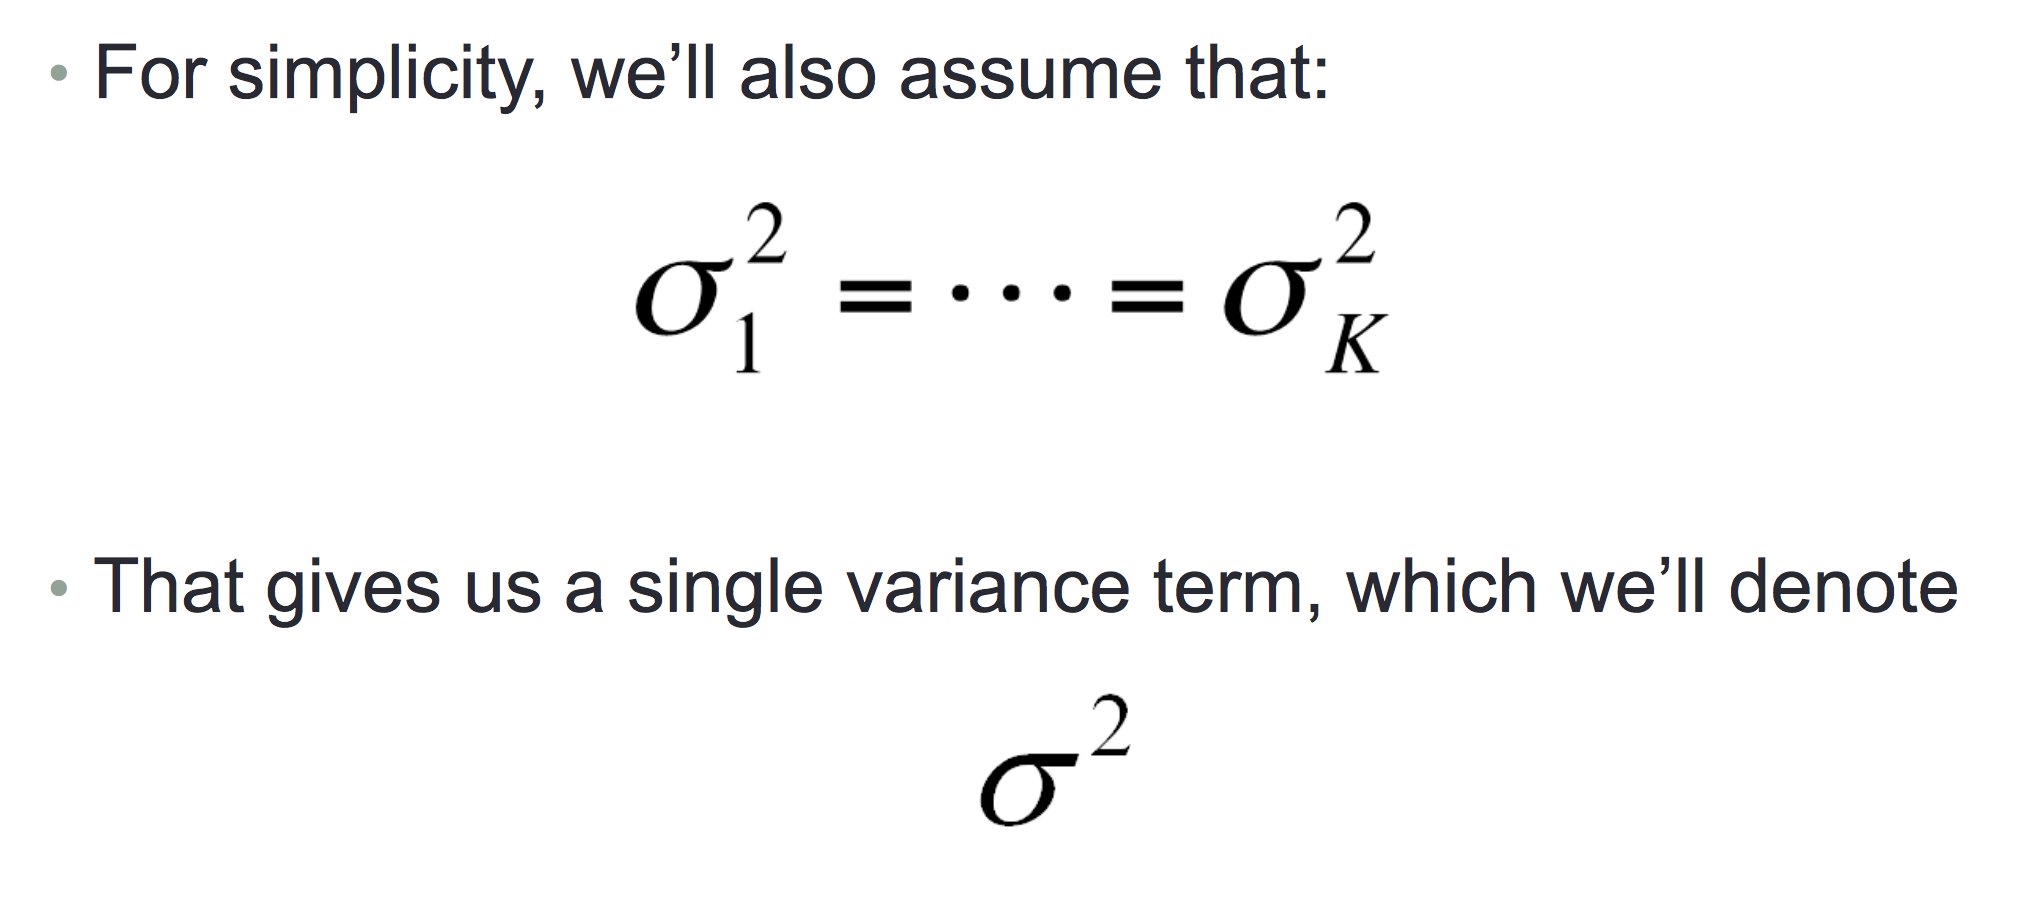 • For simplicity, we’ll also assume that:
σ₁² = ··· = σ_K²
• That gives us a single variance term, which we’ll denote
σ²